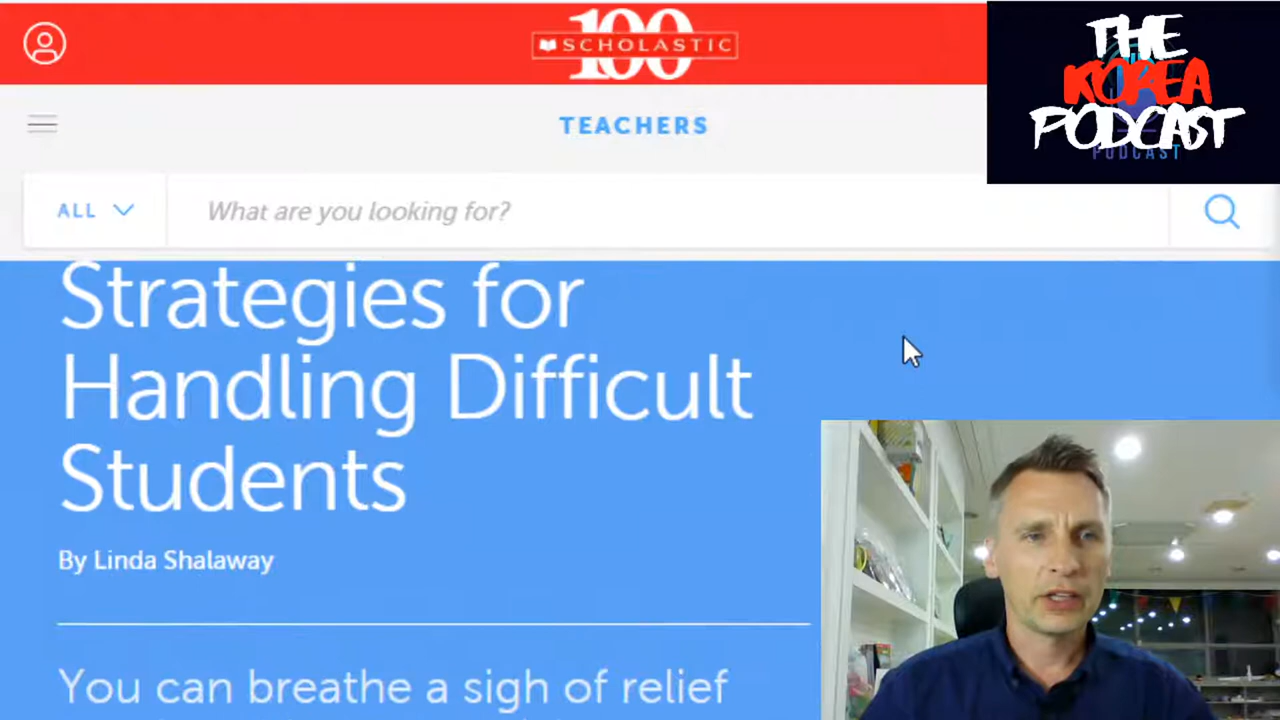 100
SCHOLASTIC
THE
KOREA
PODCAST
PODCAST
TEACHERS
ALL
What are you looking for?
Strategies for
Handling Difficult
Students
By Linda Shalaway
You can breathe a sigh of relief